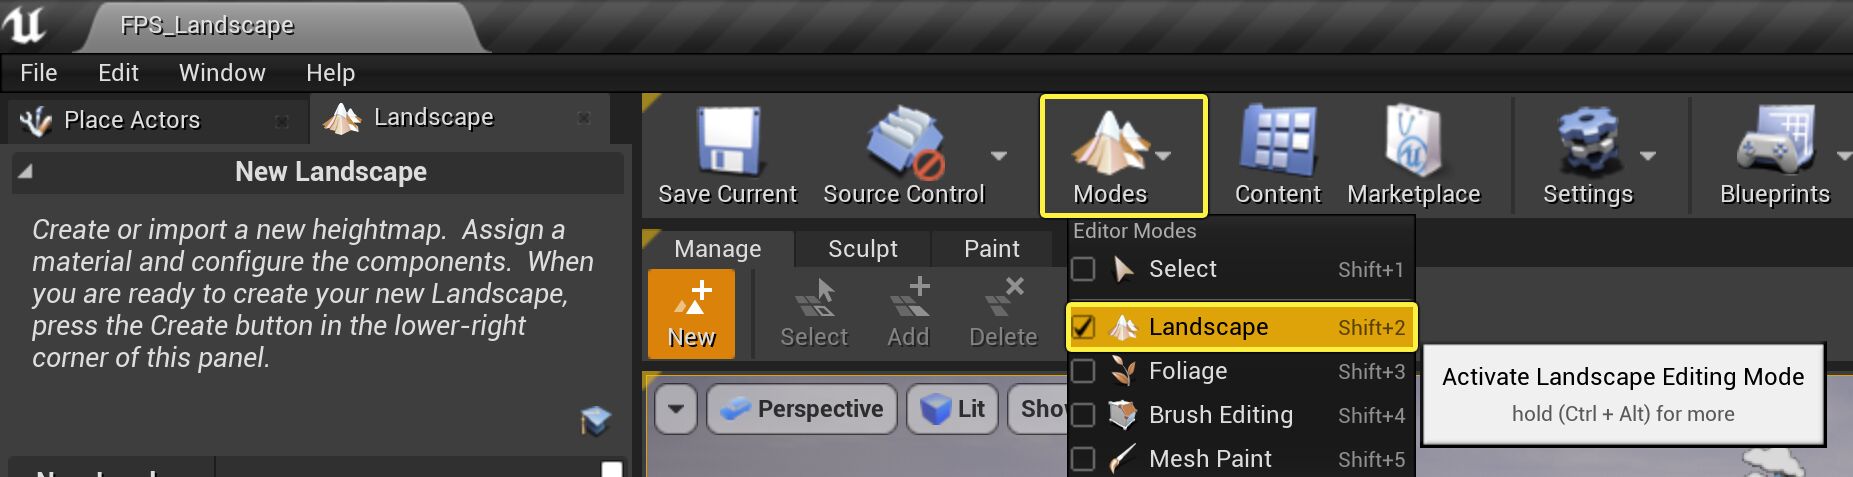 FPS_Landscape
File Edit Window Help
Place Actors Landscape
New Landscape
Create or import a new heightmap. Assign a
material and configure the components. When
you are ready to create your new Landscape,
press the Create button in the lower-right
corner of this panel.
Save Current Source Control Modes Content Marketplace Settings Blueprints
Manage Sculpt Paint
New Select Add Delete
Perspective Lit Sho
Editor Modes
Select Shift+1
Landscape Shift+2
Foliage Shift+3
Brush Editing Shift+4
Mesh Paint Shift+5
Activate Landscape Editing Mode
hold (Ctrl + Alt) for more